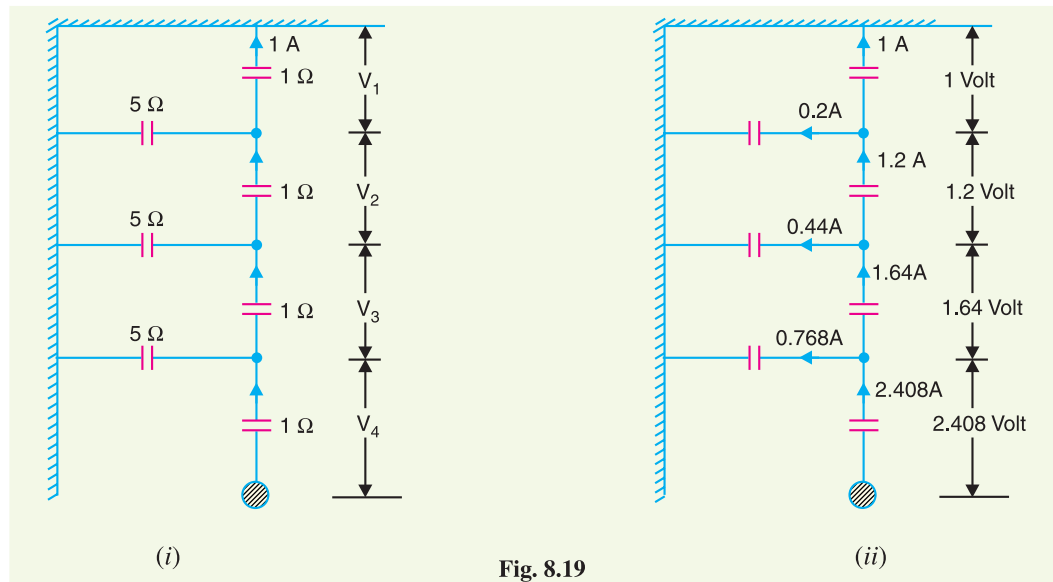 1 A
1 Ω
V1
5 Ω
1 Ω
V2
5 Ω
1 Ω
V3
5 Ω
1 Ω
V4
(i)
1 A
1 Volt
0.2A
1.2 A
1.2 Volt
0.44A
1.64A
1.64 Volt
0.768A
2.408A
2.408 Volt
(ii)
Fig. 8.19